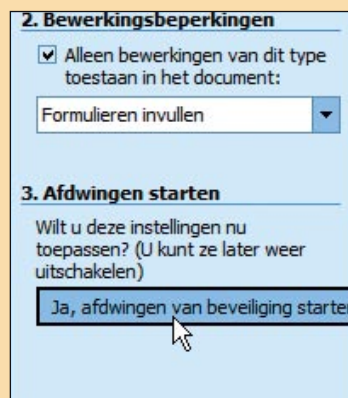 2. Bewerkingsbeperkingen
Alleen bewerkingen van dit type
toestaan in het document:
Formulieren invullen
3. Afdwingen starten
Wilt u deze instellingen nu
toepassen? (U kunt ze later weer
uitschakelen)
Ja, afdwingen van beveiliging starten